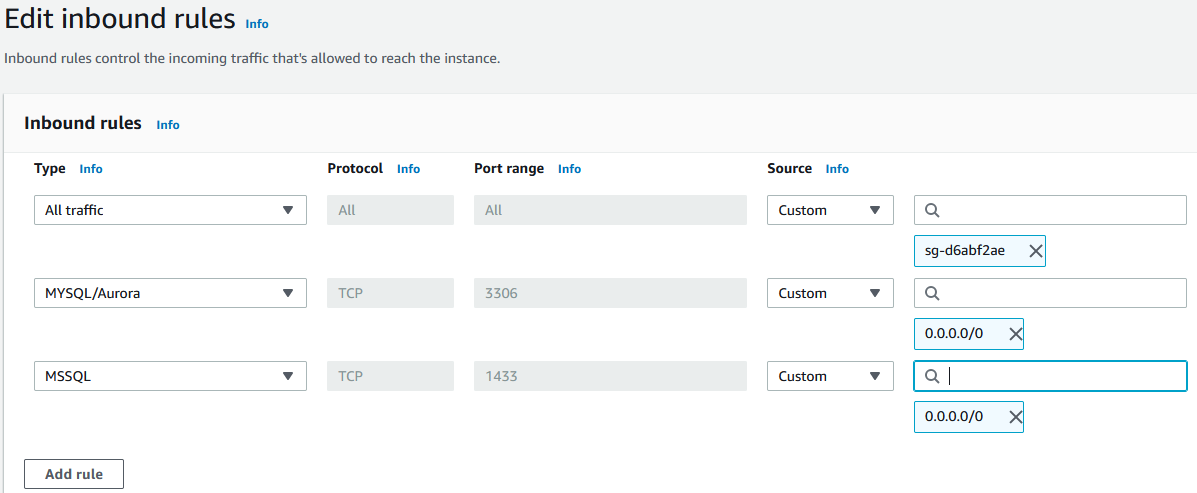 Edit inbound rules Info
Inbound rules control the incoming traffic that's allowed to reach the instance.
Inbound rules Info
Type Info Protocol Info Port range Info Source Info
All traffic All All Custom
sg-d6abf2ae
MYSQL/Aurora TCP 3306 Custom
0.0.0.0/0
MSSQL TCP 1433 Custom
0.0.0.0/0
Add rule